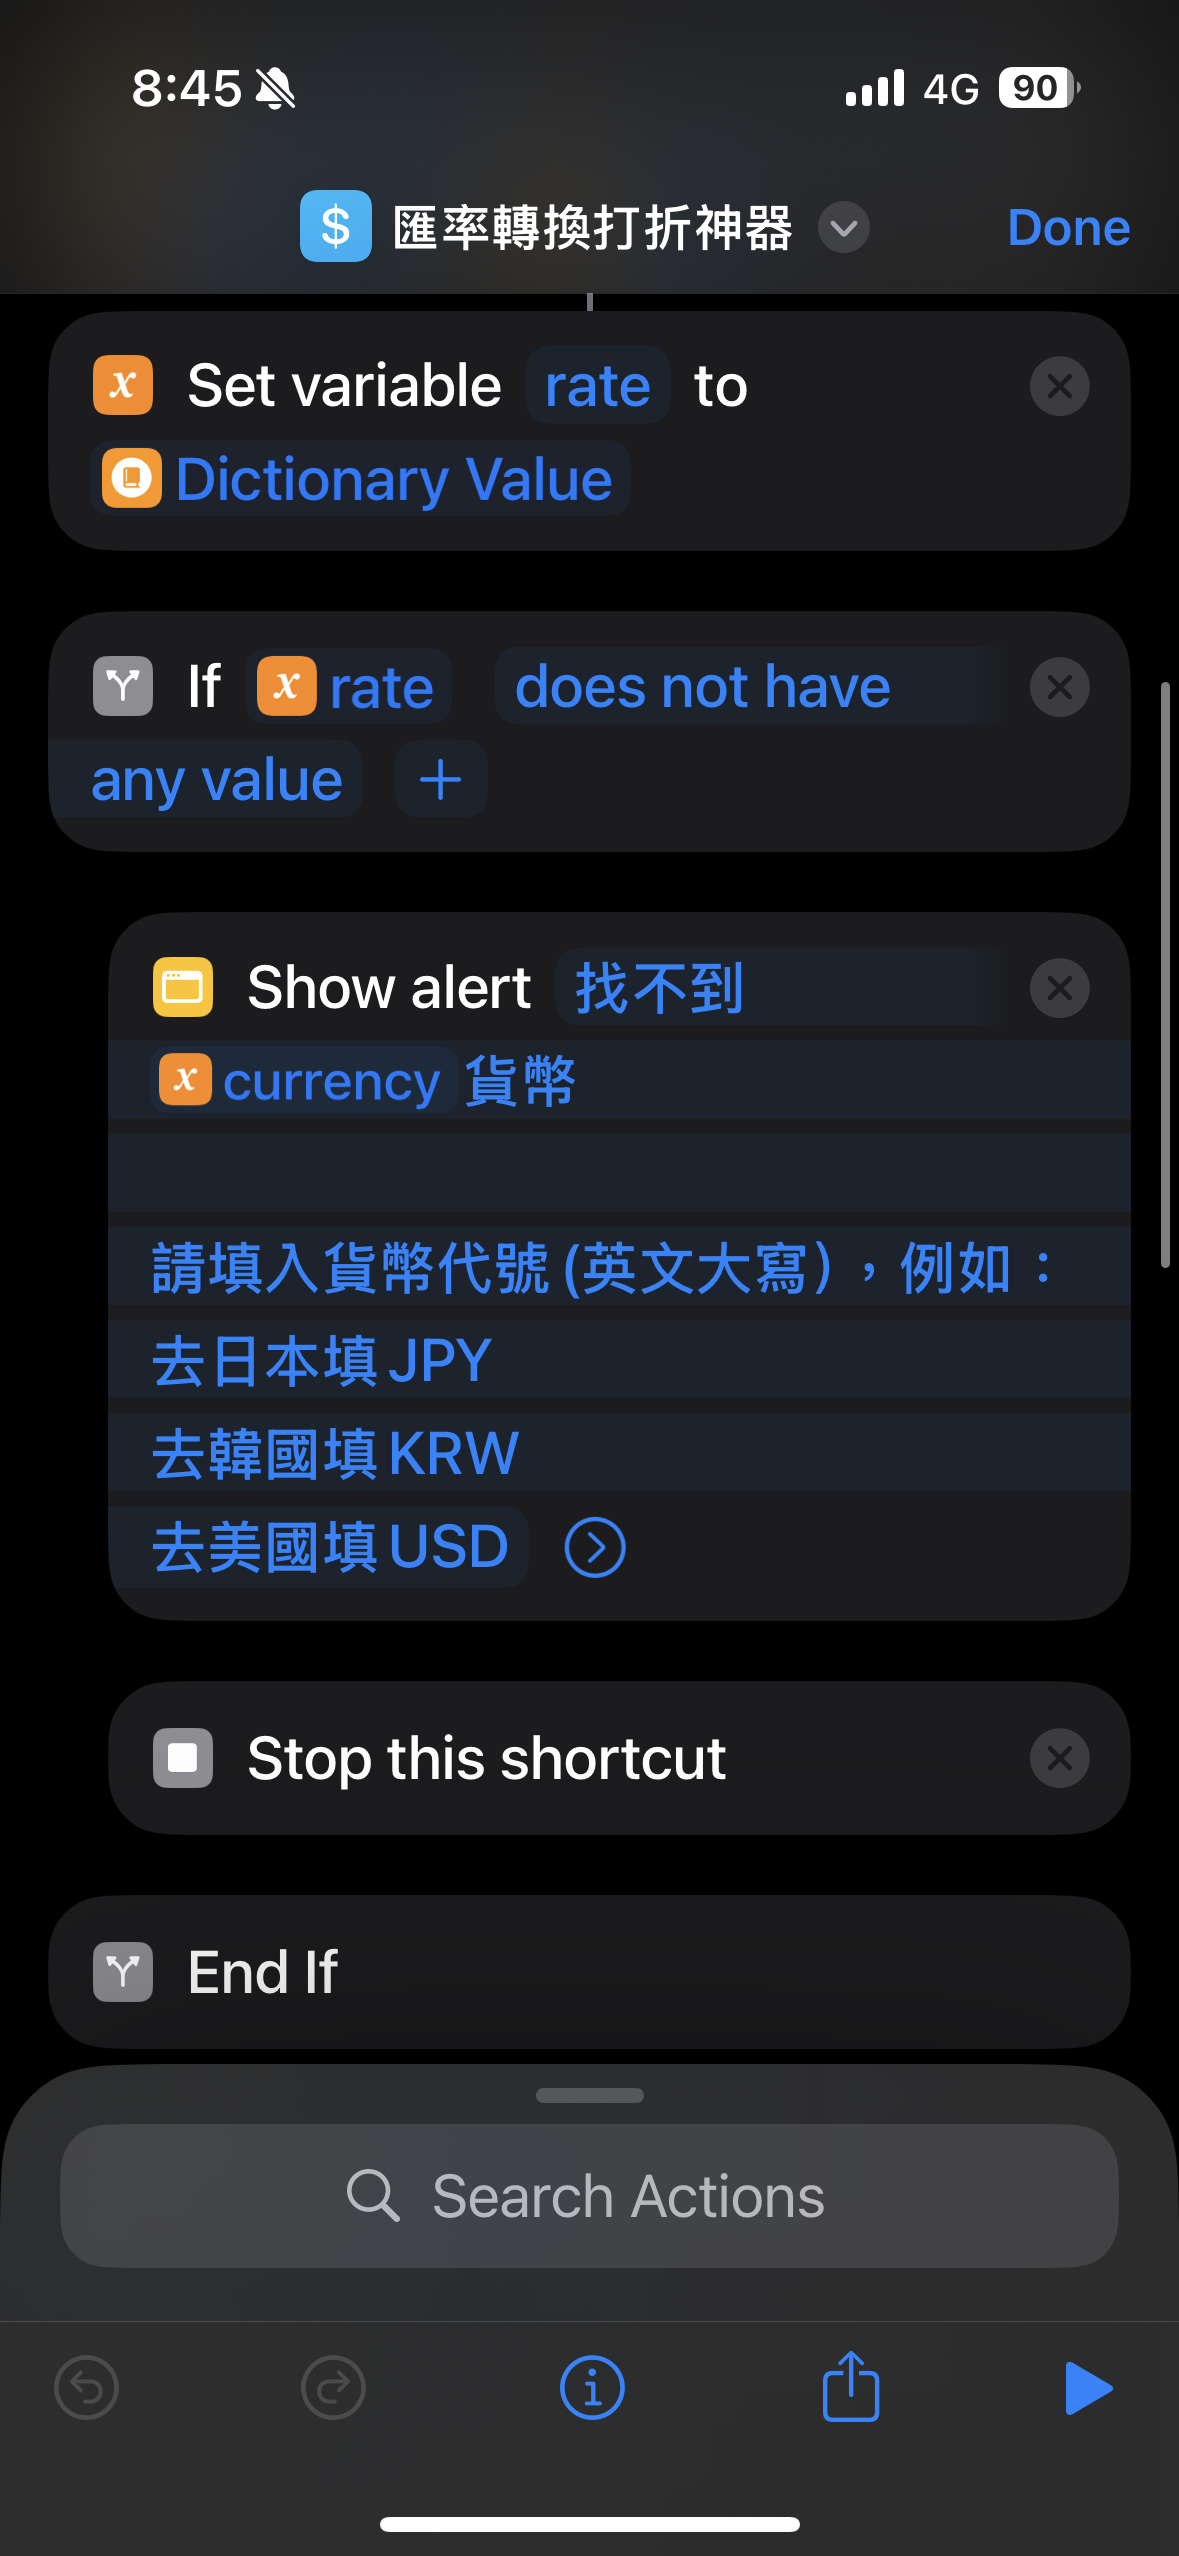 8:45
4G
90
$ 匯率轉換打折神器
Done
x Set variable rate to
Dictionary Value
If x rate does not have
any value +
Show alert 找不到
x currency 貨幣
請填入貨幣代號 (英文大寫) ，例如：
去日本填 JPY
去韓國填 KRW
去美國填 USD
Stop this shortcut
End If
Search Actions